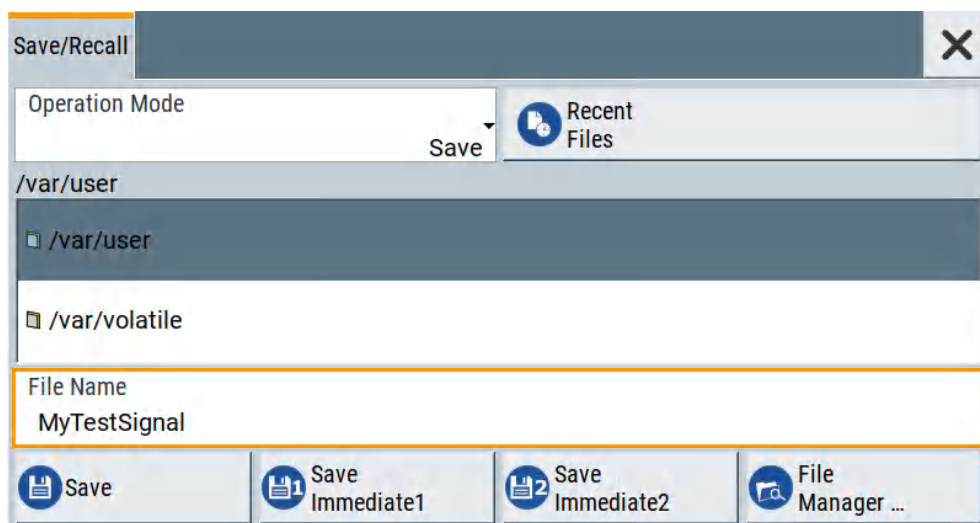 Save/Recall
Operation Mode
Save
Recent
Files
/var/user
/var/user
/var/volatile
File Name
MyTestSignal
Save
Save
Immediate1
Save
Immediate2
File
Manager ...